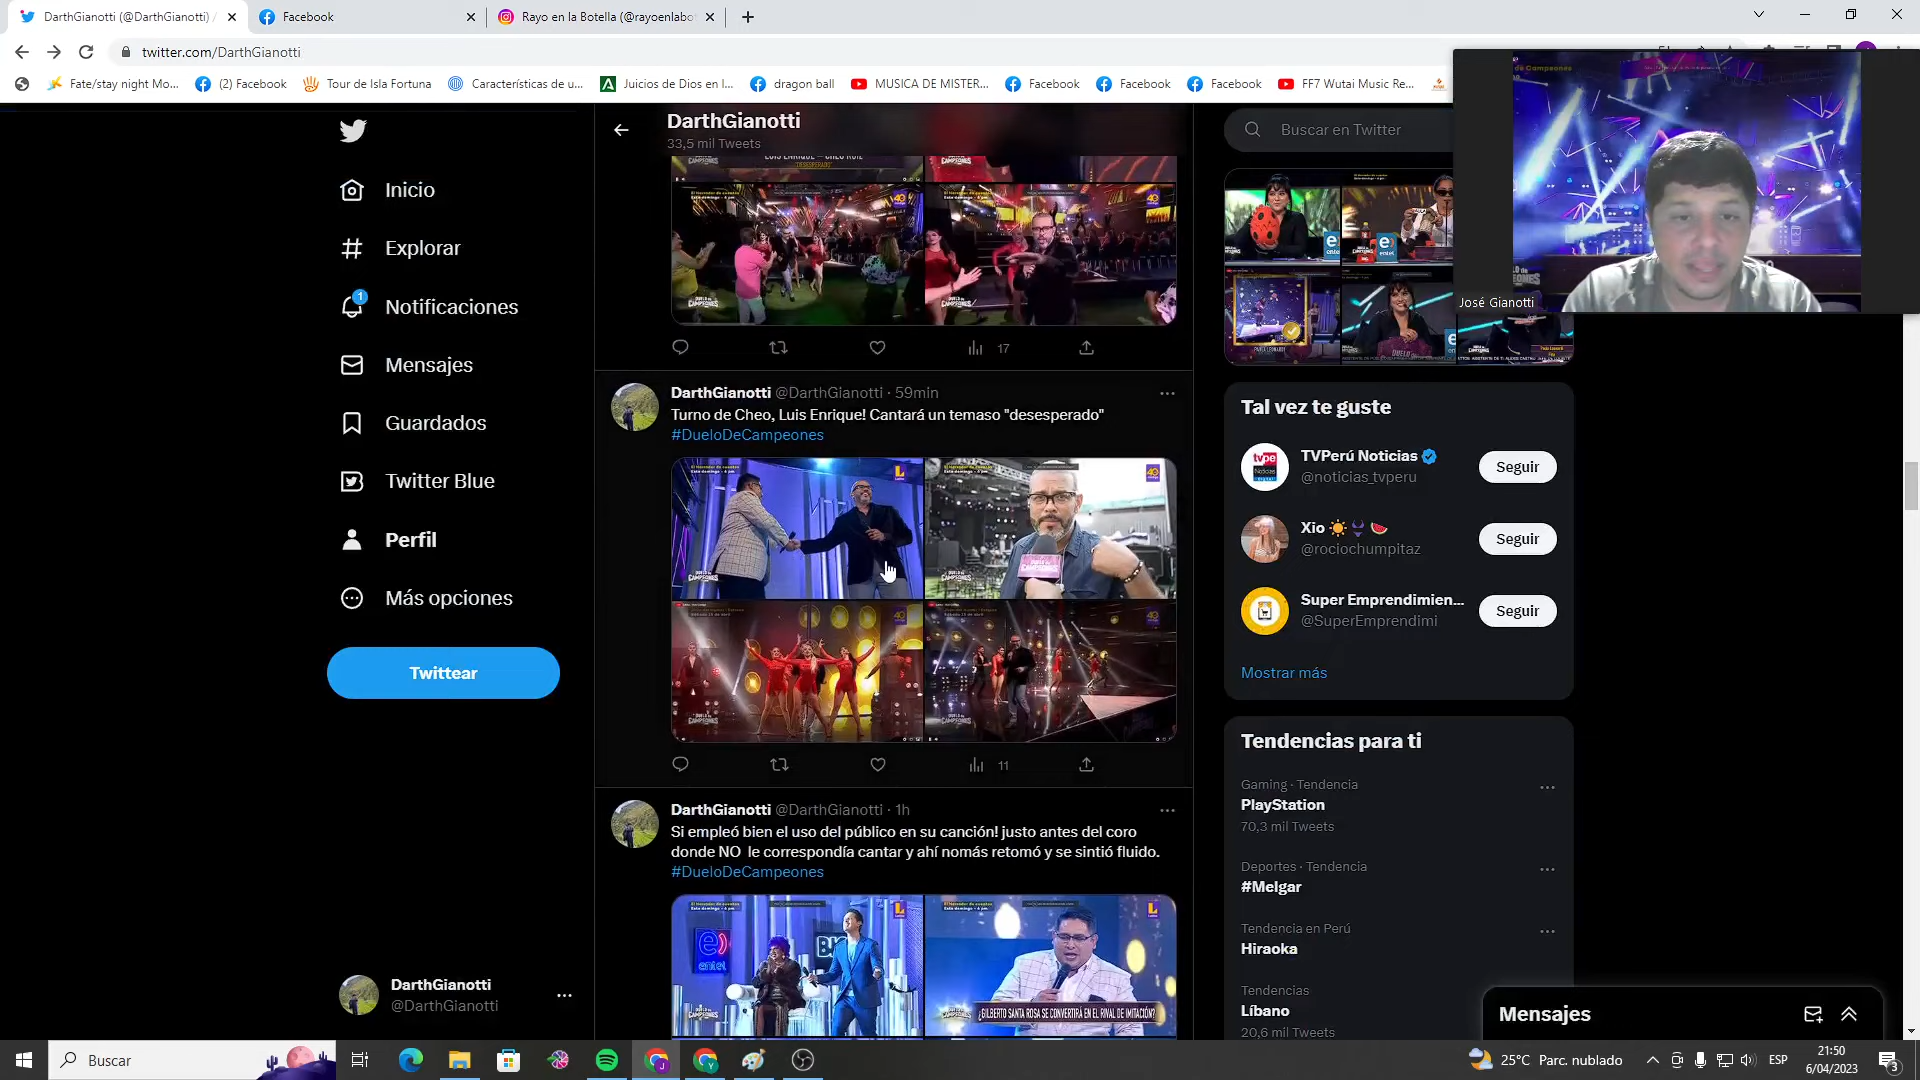 DarthGianotti (@DarthGianotti) /
Facebook
Rayo en la Botella (@rayoenlabo
twitter.com/DarthGianotti
Fate/stay night Mo...
(2) Facebook
Tour de Isla Fortuna
Características de u...
Juicios de Dios en l...
dragon ball
MUSICA DE MISTER...
Facebook
Facebook
Facebook
FF7 Wutai Music Re...
José Gianotti
Inicio
Explorar
1
Notificaciones
Mensajes
Guardados
Twitter Blue
Perfil
Más opciones
Twittear
DarthGianotti
@DarthGianotti
DarthGianotti
33,5 mil Tweets
17
DarthGianotti @DarthGianotti · 59min
Turno de Cheo, Luis Enrique! Cantará un temaso "desesperado"
#DueloDeCampeones
11
DarthGianotti @DarthGianotti · 1h
Si empleó bien el uso del público en su canción! justo antes del coro
donde NO le correspondía cantar y ahí nomás retomó y se sintió fluido.
#DueloDeCampeones
entel
¿GILBERTO SANTA ROSA SE CONVERTIRÁ EN EL RIVAL DE IMITACIÓN?
Buscar en Twitter
entel
Tal vez te guste
TVPerú Noticias
@noticias_tvperu
Seguir
Xio
@rociochumpitaz
Seguir
Super Emprendimien...
@SuperEmprendimi
Seguir
Mostrar más
Tendencias para ti
Gaming · Tendencia
PlayStation
70,3 mil Tweets
Deportes · Tendencia
#Melgar
Tendencia en Perú
Hiraoka
Tendencias
Líbano
20,6 mil Tweets
Mensajes
Buscar
25°C Parc. nublado
ESP
21:50
6/04/2023
3